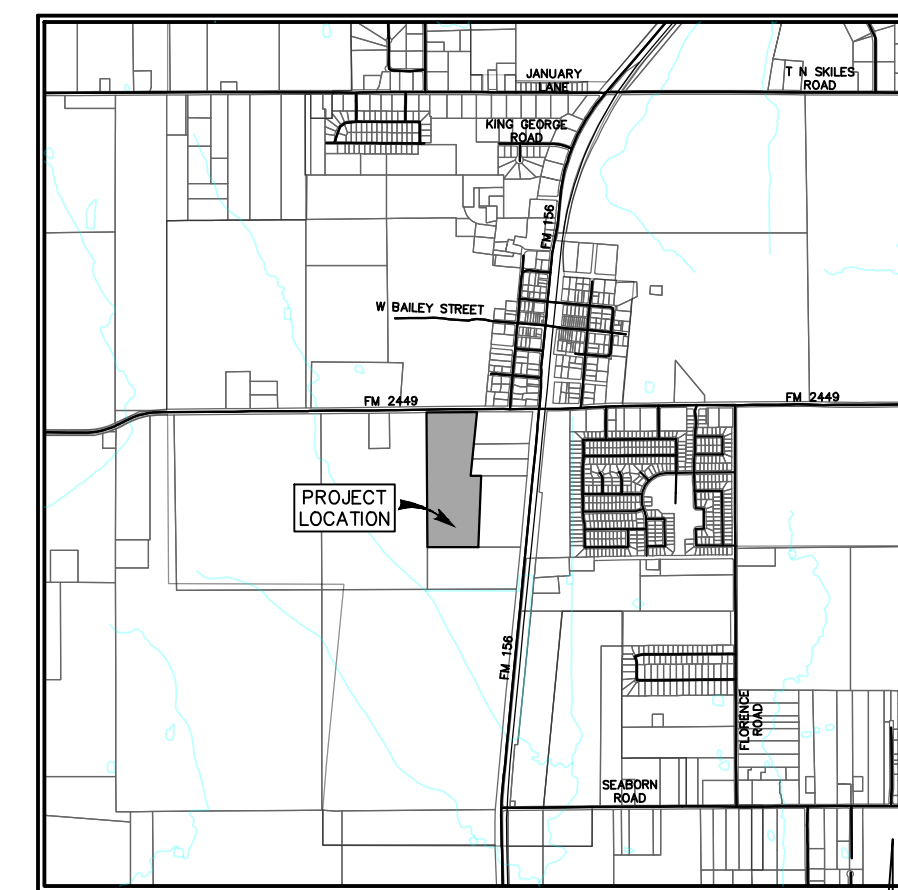 JANUARY
LANE
T N SKILES
ROAD
KING GEORGE
ROAD
FM 156
W BAILEY STREET
FM 2449
FM 2449
PROJECT
LOCATION
FM 156
FLORENCE
ROAD
SEABORN
ROAD